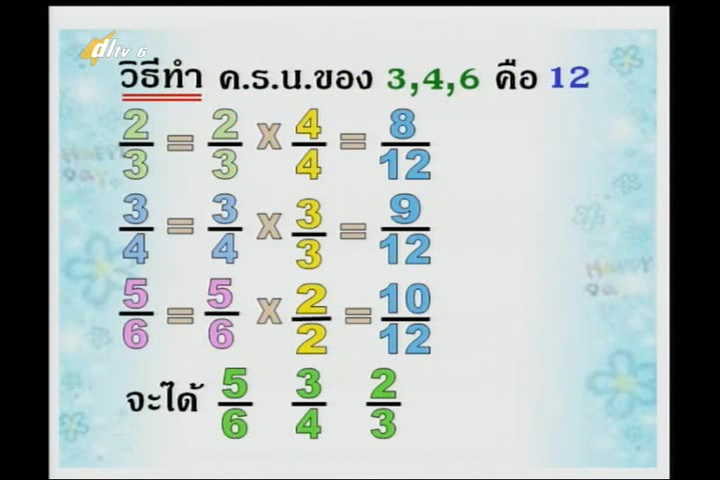 dltv 6
วิธีทำ ค.ร.น.ของ 3,4,6 คือ 12
2/3 = 2/3 x 4/4 = 8/12
3/4 = 3/4 x 3/3 = 9/12
5/6 = 5/6 x 2/2 = 10/12
จะได้ 5/6 3/4 2/3